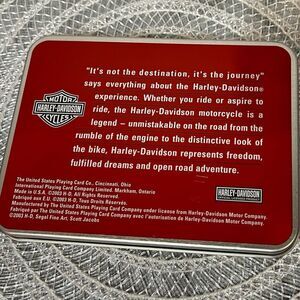 "It's not the destination, it's the journey"
says everything about the Harley-Davidson®
experience. Whether you ride or aspire to
ride, the Harley-Davidson motorcycle is a
legend - unmistakable on the road from the
rumble of the engine to the distinctive look of
the bike, Harley-Davidson represents freedom,
fulfilled dreams and open road adventure.
MOTOR
HARLEY-DAVIDSON
CYCLES
The United States Playing Card Co., Cincinnati, Ohio
International Playing Card Company Limited, Markham, Ontario
Made in U.S.A. ©2003 H-D. All Rights Reserved.
Fabriqué aux E.U. ©2003 H-D. Tous Droits Réservés.
Manufactured by The United States Playing Card Company under license from Harley-Davidson Motor Company.
Fabriqué par The United States Playing Card Company avec l'autorisation de Harley-Davidson Motor Company.
©2003 H-D, Segal Fine Art, Scott Jacobs
HARLEY-DAVIDSON